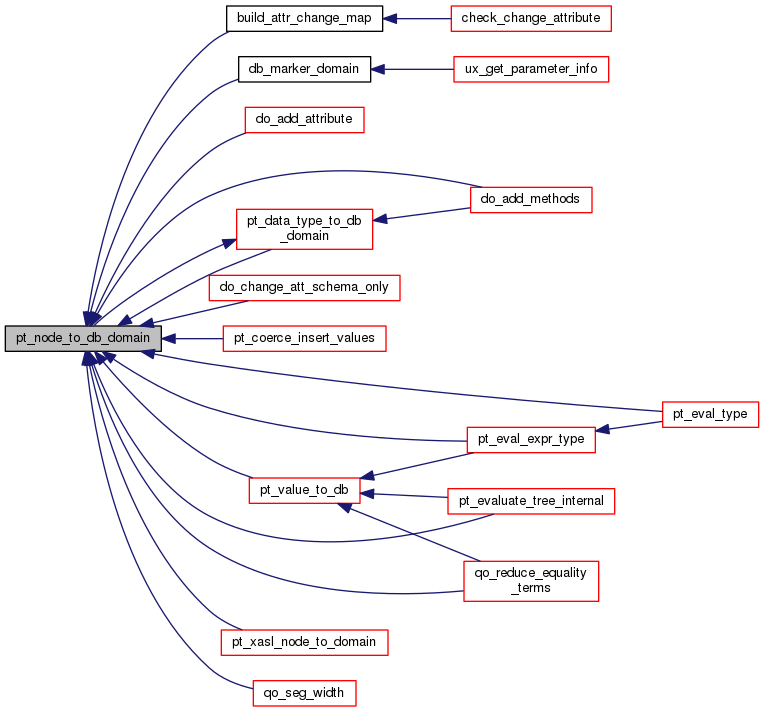 build_attr_change_map
check_change_attribute
db_marker_domain
ux_get_parameter_info
do_add_attribute
do_add_methods
pt_data_type_to_db
_domain
do_change_att_schema_only
pt_node_to_db_domain
pt_coerce_insert_values
pt_eval_type
pt_eval_expr_type
pt_value_to_db
pt_evaluate_tree_internal
qo_reduce_equality
_terms
pt_xasl_node_to_domain
qo_seg_width